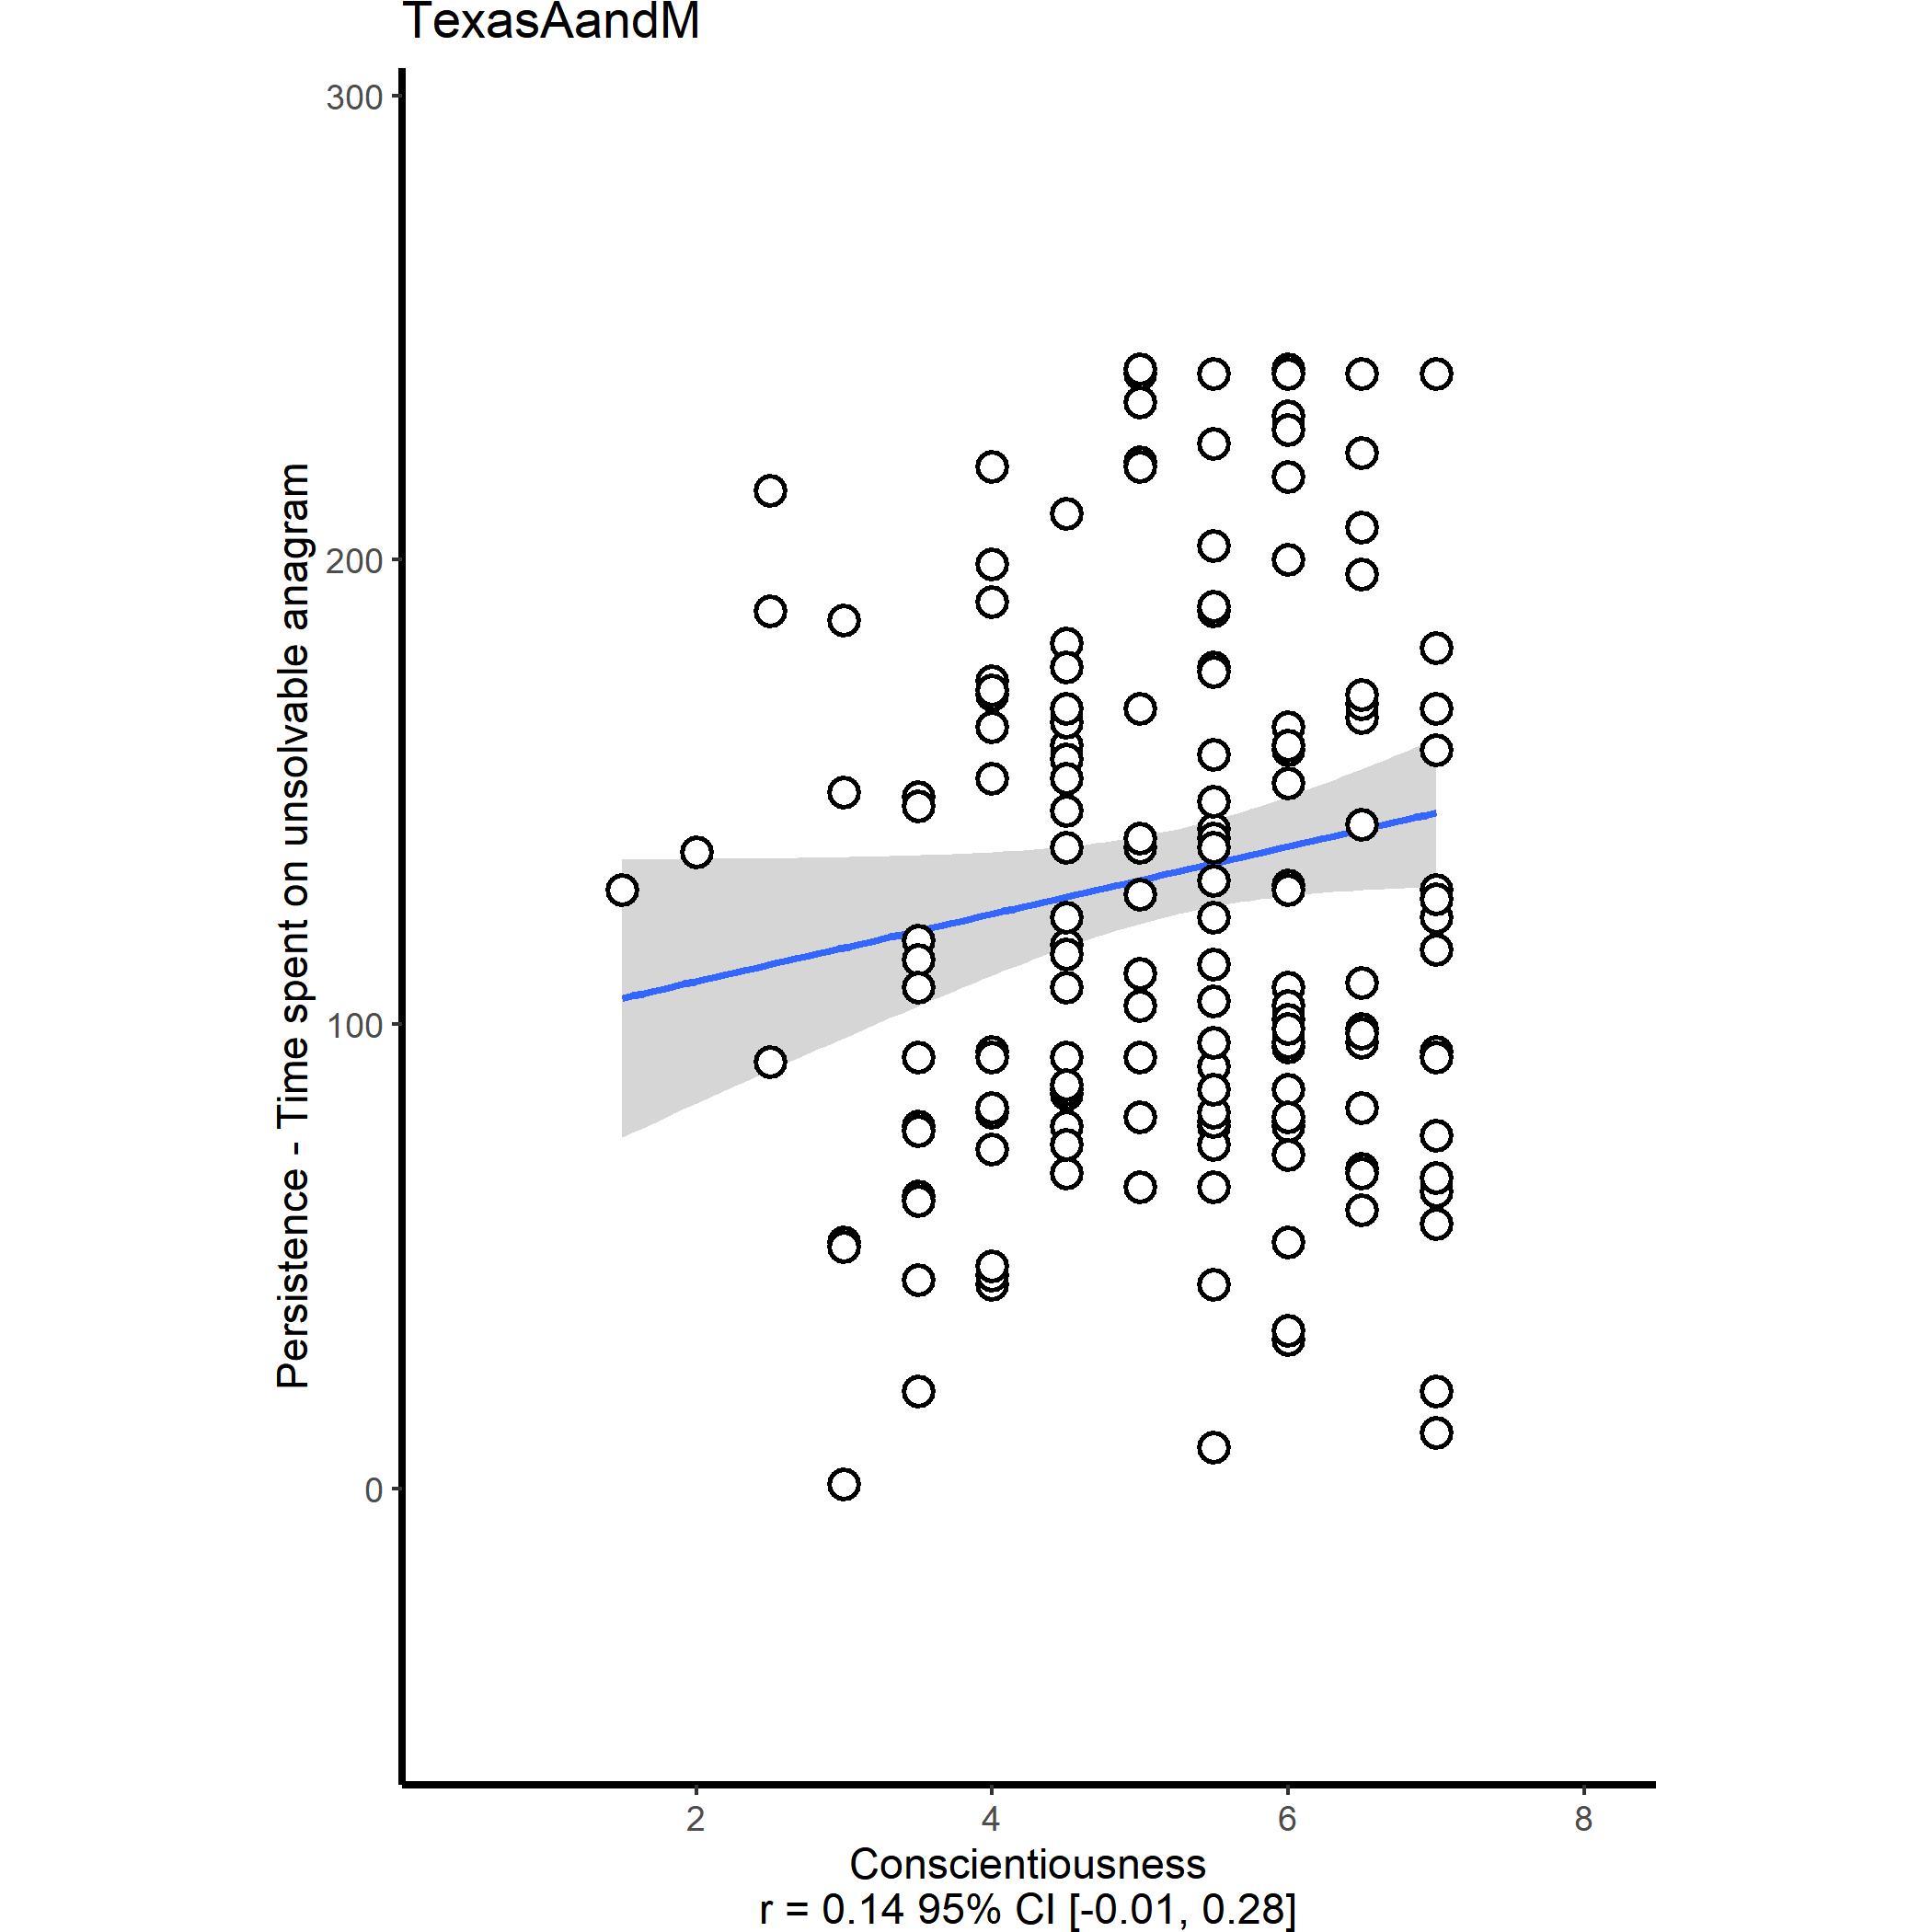 TexasAandM
Persistence - Time spent on unsolvable anagram
300
200
100
0
2 4 6 8
Conscientiousness
r = 0.14 95% CI [-0.01, 0.28]